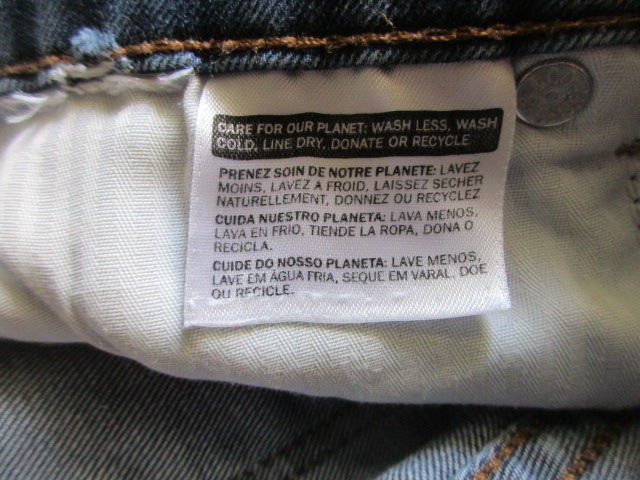 CARE FOR OUR PLANET: WASH LESS, WASH
COLD, LINE DRY, DONATE OR RECYCLE
PRENEZ SOIN DE NOTRE PLANETE: LAVEZ
MOINS, LAVEZ A FROID, LAISSEZ SECHER
NATURELLEMENT, DONNEZ OU RECYCLEZ
CUIDA NUESTRO PLANETA: LAVA MENOS,
LAVA EN FRIO, TIENDE LA ROPA, DONA O
RECICLA.
CUIDE DO NOSSO PLANETA: LAVE MENOS,
LAVE EM ÁGUA FRIA, SEQUE EM VARAL, DOE
OU RECICLE.